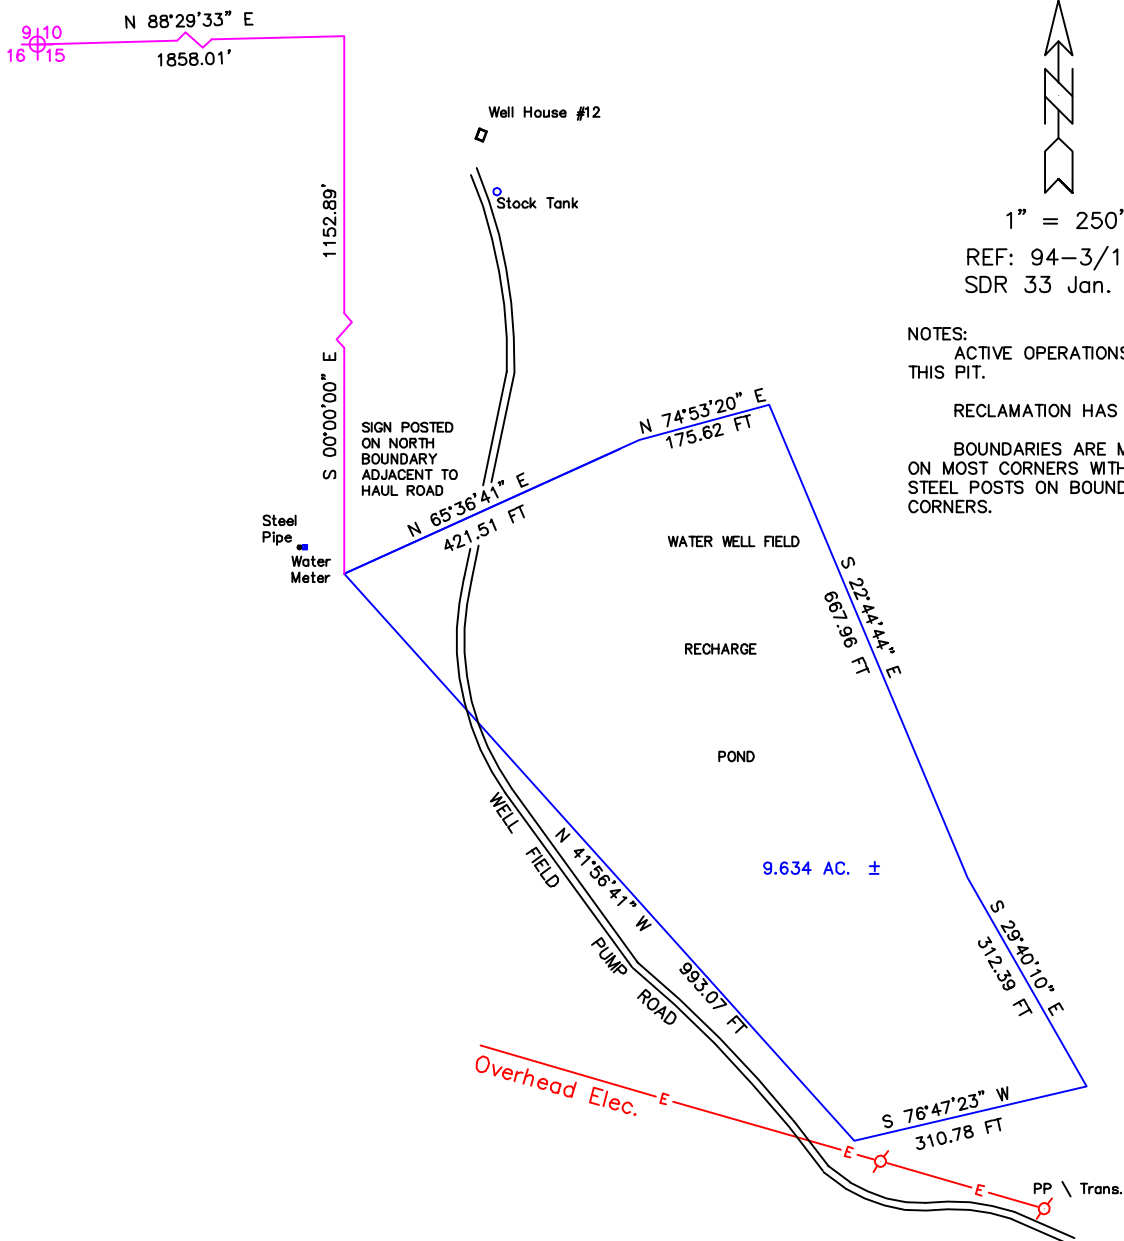 N 88°29'33" E
1858.01'
9 10
16 15
Well House #12
Stock Tank
1152.89'
S 00°00'00" E
1" = 250'
REF: 94-3/1
SDR 33 Jan.
NOTES:
ACTIVE OPERATIONS
THIS PIT.
RECLAMATION HAS
BOUNDARIES ARE M
ON MOST CORNERS WITH
STEEL POSTS ON BOUND
CORNERS.
SIGN POSTED
ON NORTH
BOUNDARY
ADJACENT TO
HAUL ROAD
N 74°53'20" E
175.62 FT
N 65°36'41" E
421.51 FT
Steel
Pipe
Water
Meter
WATER WELL FIELD
RECHARGE
POND
S 22°44'44" E
667.96 FT
9.634 AC. ±
WELL FIELD
PUMP ROAD
N 41°56'41" W
993.07 FT
S 29°40'10" E
312.39 FT
S 76°47'23" W
310.78 FT
Overhead Elec.
E
E
E
PP \ Trans.